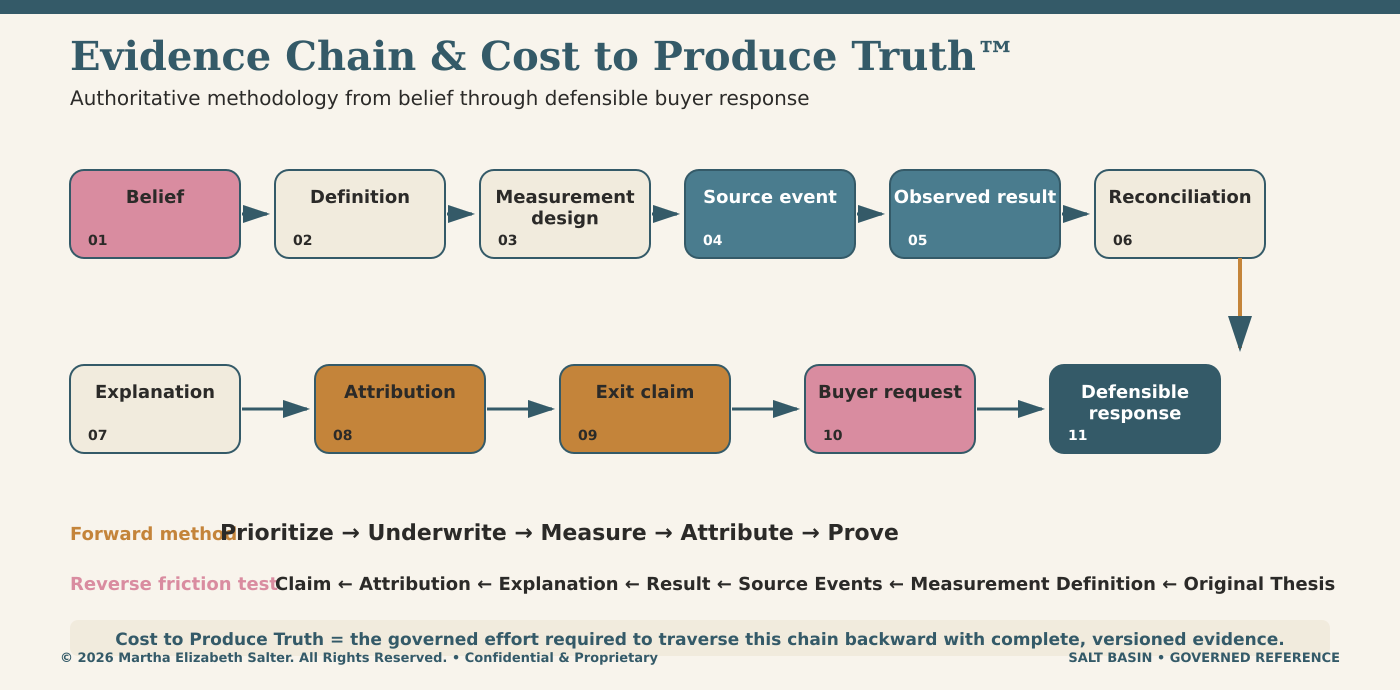 Evidence Chain & Cost to Produce Truth™
Authoritative methodology from belief through defensible buyer response
Belief
01
Definition
02
Measurement
design
03
Source event
04
Observed result
05
Reconciliation
06
Explanation
07
Attribution
08
Exit claim
09
Buyer request
10
Defensible
response
11
Forward method Prioritize → Underwrite → Measure → Attribute → Prove
Reverse friction test Claim ← Attribution ← Explanation ← Result ← Source Events ← Measurement Definition ← Original Thesis
Cost to Produce Truth = the governed effort required to traverse this chain backward with complete, versioned evidence.
© 2026 Martha Elizabeth Salter. All Rights Reserved. • Confidential & Proprietary
SALT BASIN • GOVERNED REFERENCE